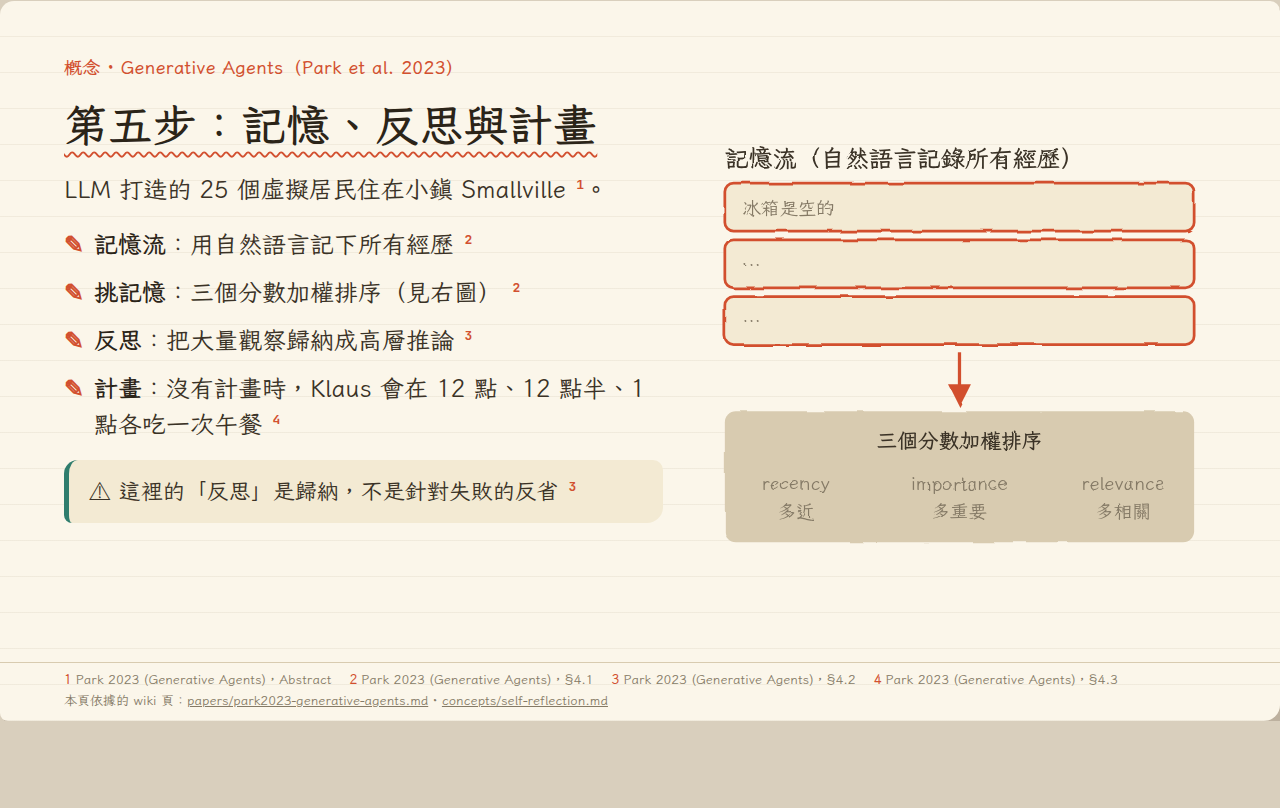 概念・Generative Agents（Park et al. 2023）
第五步：記憶、反思與計畫
LLM 打造的 25 個虛擬居民住在小鎮 Smallville 1。
✎ 記憶流：用自然語言記下所有經歷 2
✎ 挑記憶：三個分數加權排序（見右圖） 2
✎ 反思：把大量觀察歸納成高層推論 3
✎ 計畫：沒有計畫時，Klaus 會在 12 點、12 點半、1
點各吃一次午餐 4
⚠ 這裡的「反思」是歸納，不是針對失敗的反省 3
記憶流（自然語言記錄所有經歷）
冰箱是空的
…
…
三個分數加權排序
recency importance relevance
多近 多重要 多相關
1 Park 2023 (Generative Agents)，Abstract 2 Park 2023 (Generative Agents)，§4.1 3 Park 2023 (Generative Agents)，§4.2 4 Park 2023 (Generative Agents)，§4.3
本頁依據的 wiki 頁：papers/park2023-generative-agents.md・concepts/self-reflection.md